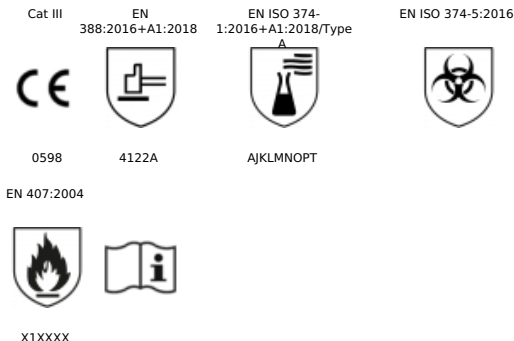 Cat III
EN
388:2016+A1:2018
EN ISO 374-
1:2016+A1:2018/Type
A
EN ISO 374-5:2016
CE
0598
4122A
AJKLMNOPT
EN 407:2004
i
X1XXXX